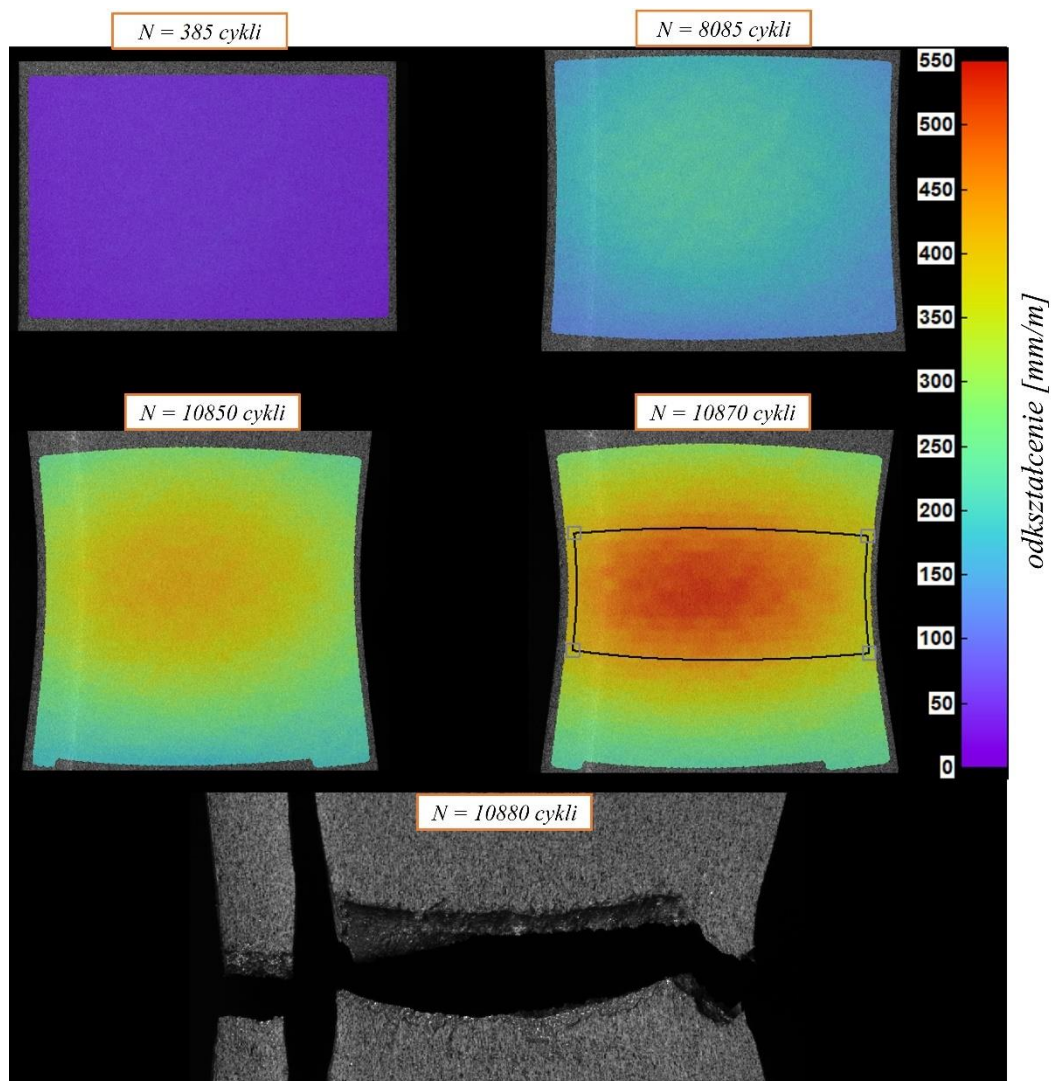 N = 385 cykli
N = 8085 cykli
550
500
450
400
350
300
250
200
150
100
50
0
odkształcenie [mm/m]
N = 10850 cykli
N = 10870 cykli
N = 10880 cykli